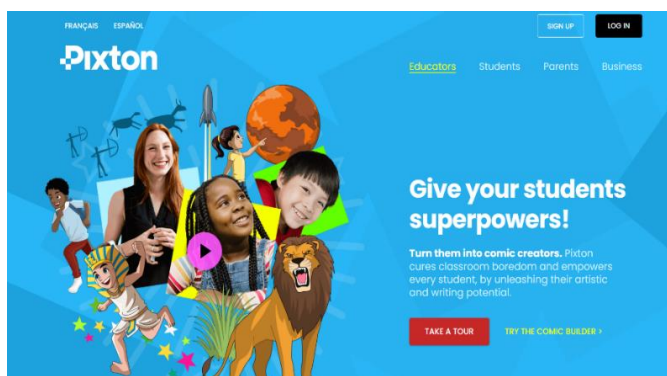 FRANÇAIS ESPAÑOL
SIGN UP LOG IN
Pixton
Educators Students Parents Business
Give your students
superpowers!
Turn them into comic creators. Pixton
cures classroom boredom and empowers
every student, by unleashing their artistic
and writing potential.
TAKE A TOUR TRY THE COMIC BUILDER >